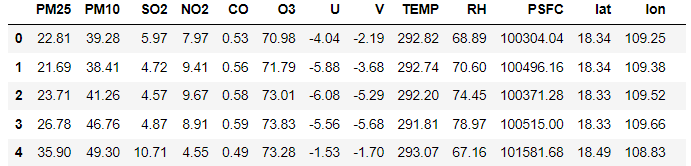 PM25 PM10 SO2 NO2 CO O3 U V TEMP RH PSFC lat lon
0 22.81 39.28 5.97 7.97 0.53 70.98 -4.04 -2.19 292.82 68.89 100304.04 18.34 109.25
1 21.69 38.41 4.72 9.41 0.56 71.79 -5.88 -3.68 292.74 70.60 100496.16 18.34 109.38
2 23.71 41.26 4.57 9.67 0.58 73.01 -6.08 -5.29 292.20 74.45 100371.28 18.33 109.52
3 26.78 46.76 4.87 8.91 0.59 73.83 -5.56 -5.68 291.81 78.97 100515.00 18.33 109.66
4 35.90 49.30 10.71 4.55 0.49 73.28 -1.53 -1.70 293.07 67.16 101581.68 18.49 108.83